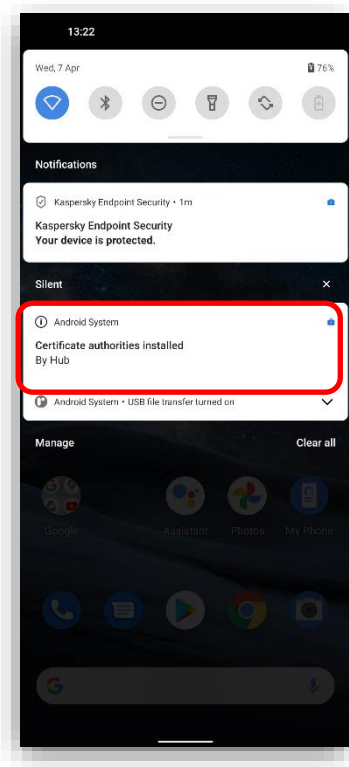 13:22
Wed, 7 Apr 76%
Notifications
Kaspersky Endpoint Security • 1m
Kaspersky Endpoint Security
Your device is protected.
Silent
Android System
Certificate authorities installed
By Hub
Android System • USB file transfer turned on
Manage Clear all
Google Assistant Photos My Phone